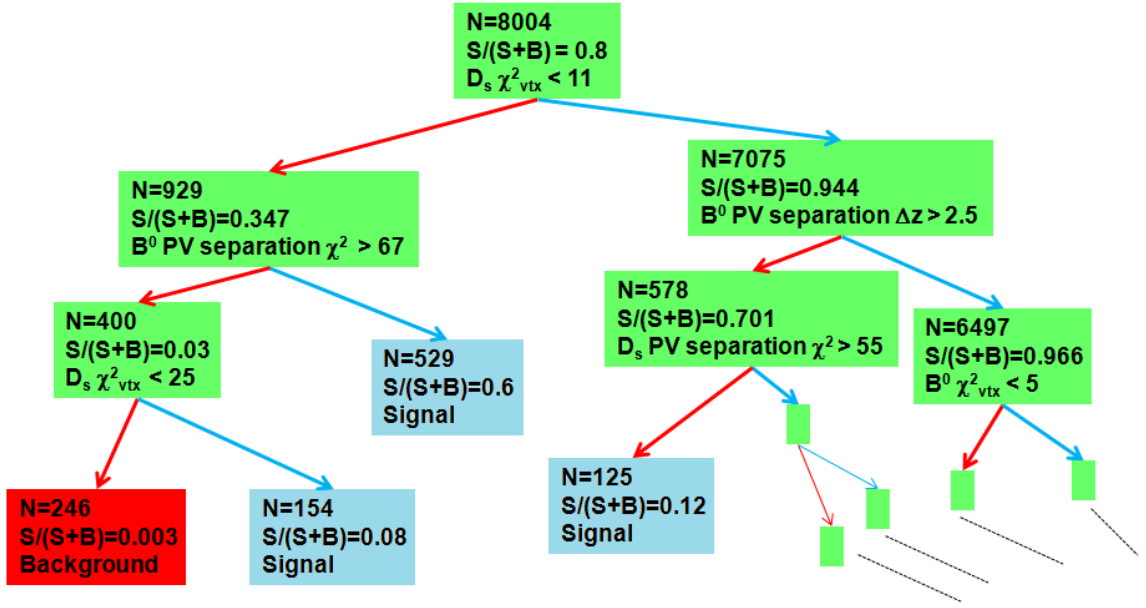 N=8004
S/(S+B) = 0.8
Dₛ χ²ᵥₜₓ < 11
N=929
S/(S+B)=0.347
B⁰ PV separation χ² > 67
N=7075
S/(S+B)=0.944
B⁰ PV separation Δz > 2.5
N=400
S/(S+B)=0.03
Dₛ χ²ᵥₜₓ < 25
N=529
S/(S+B)=0.6
Signal
N=578
S/(S+B)=0.701
Dₛ PV separation χ² > 55
N=6497
S/(S+B)=0.966
B⁰ χ²ᵥₜₓ < 5
N=246
S/(S+B)=0.003
Background
N=154
S/(S+B)=0.08
Signal
N=125
S/(S+B)=0.12
Signal